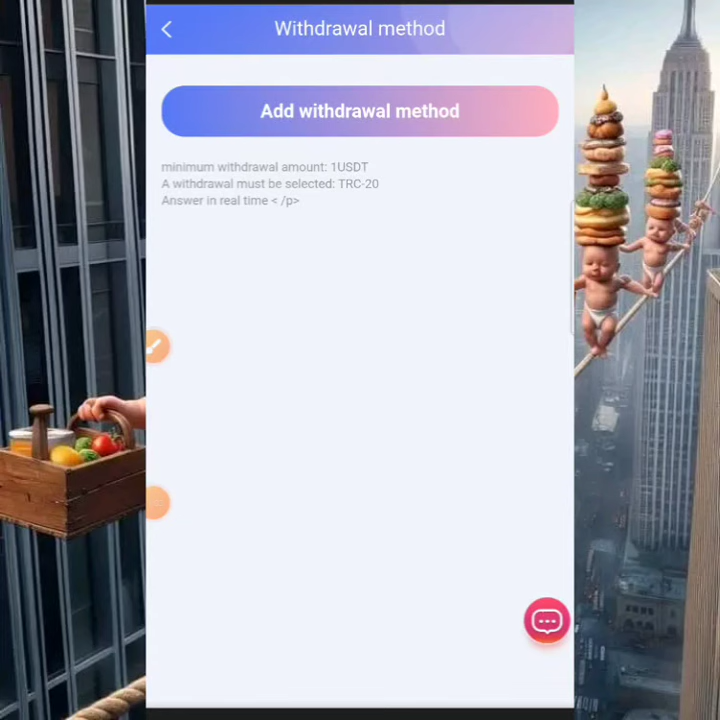 Withdrawal method
Add withdrawal method
minimum withdrawal amount: 1USDT
A withdrawal must be selected: TRC-20
Answer in real time < /p>